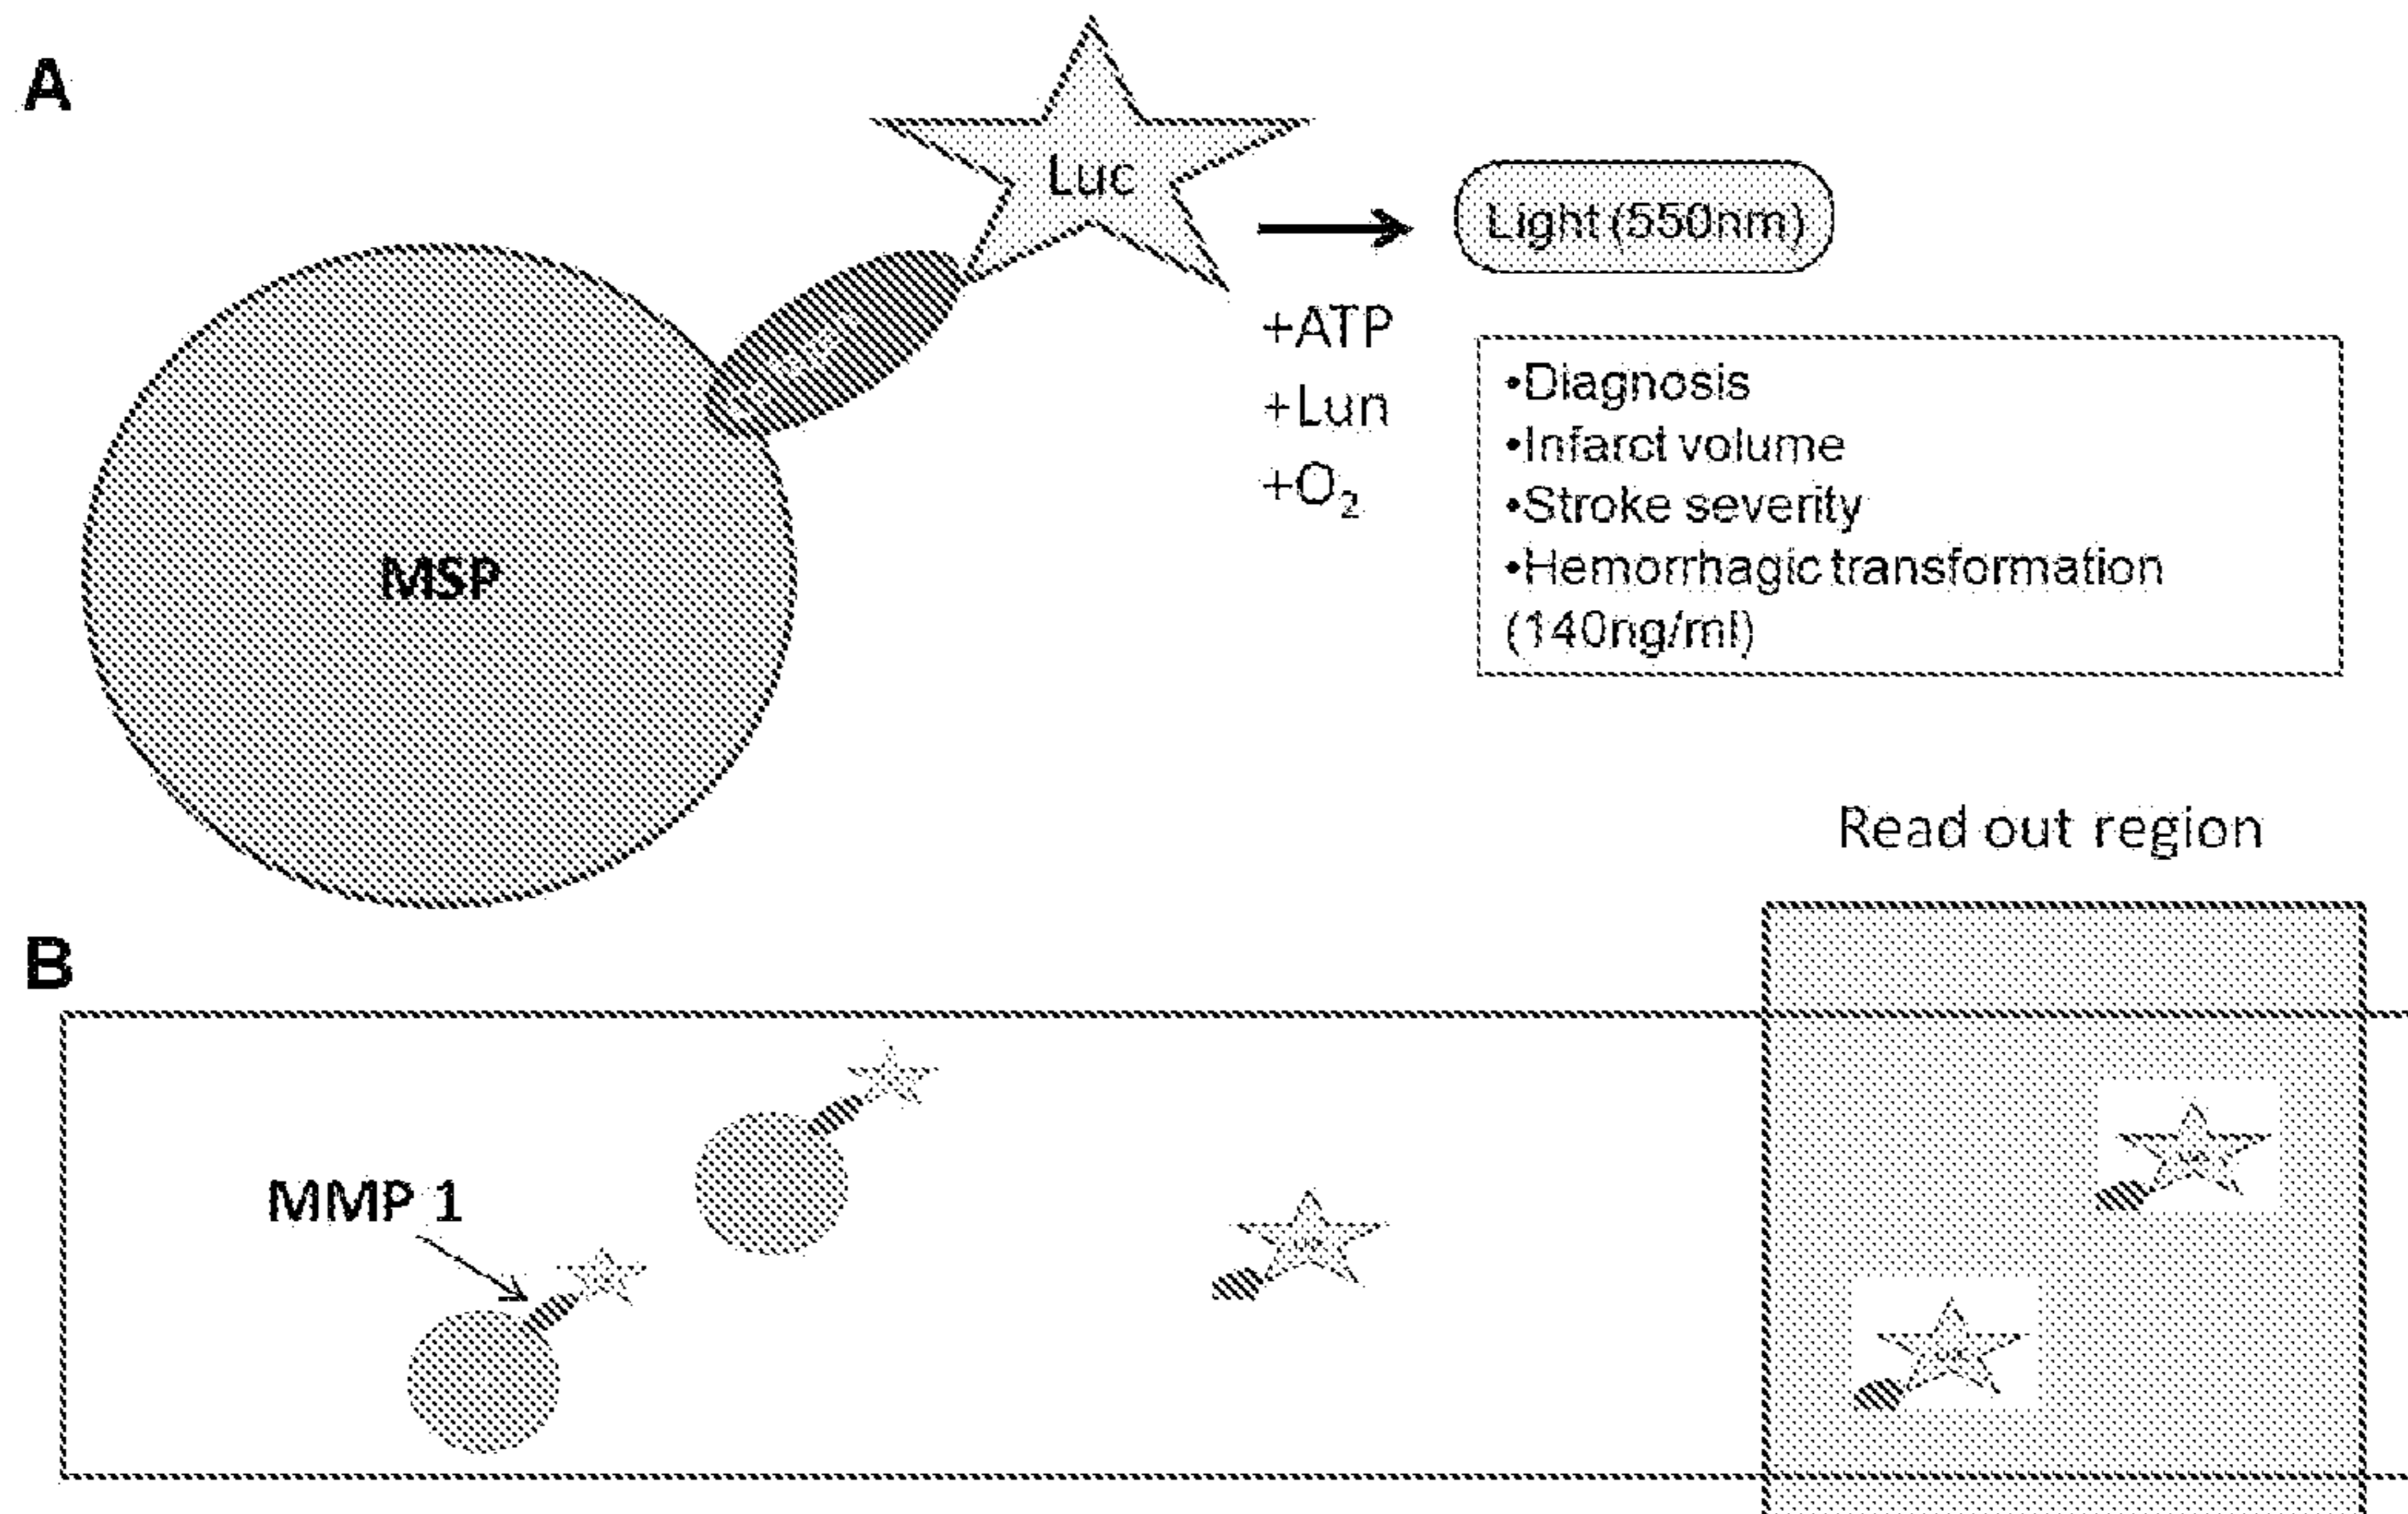 A
Luc
Light (550nm)
+ATP
+Lun
+O₂
MSP
•Diagnosis
•Infarct volume
•Stroke severity
•Hemorrhagic transformation
(140ng/ml)
Read out region
B
MMP 1